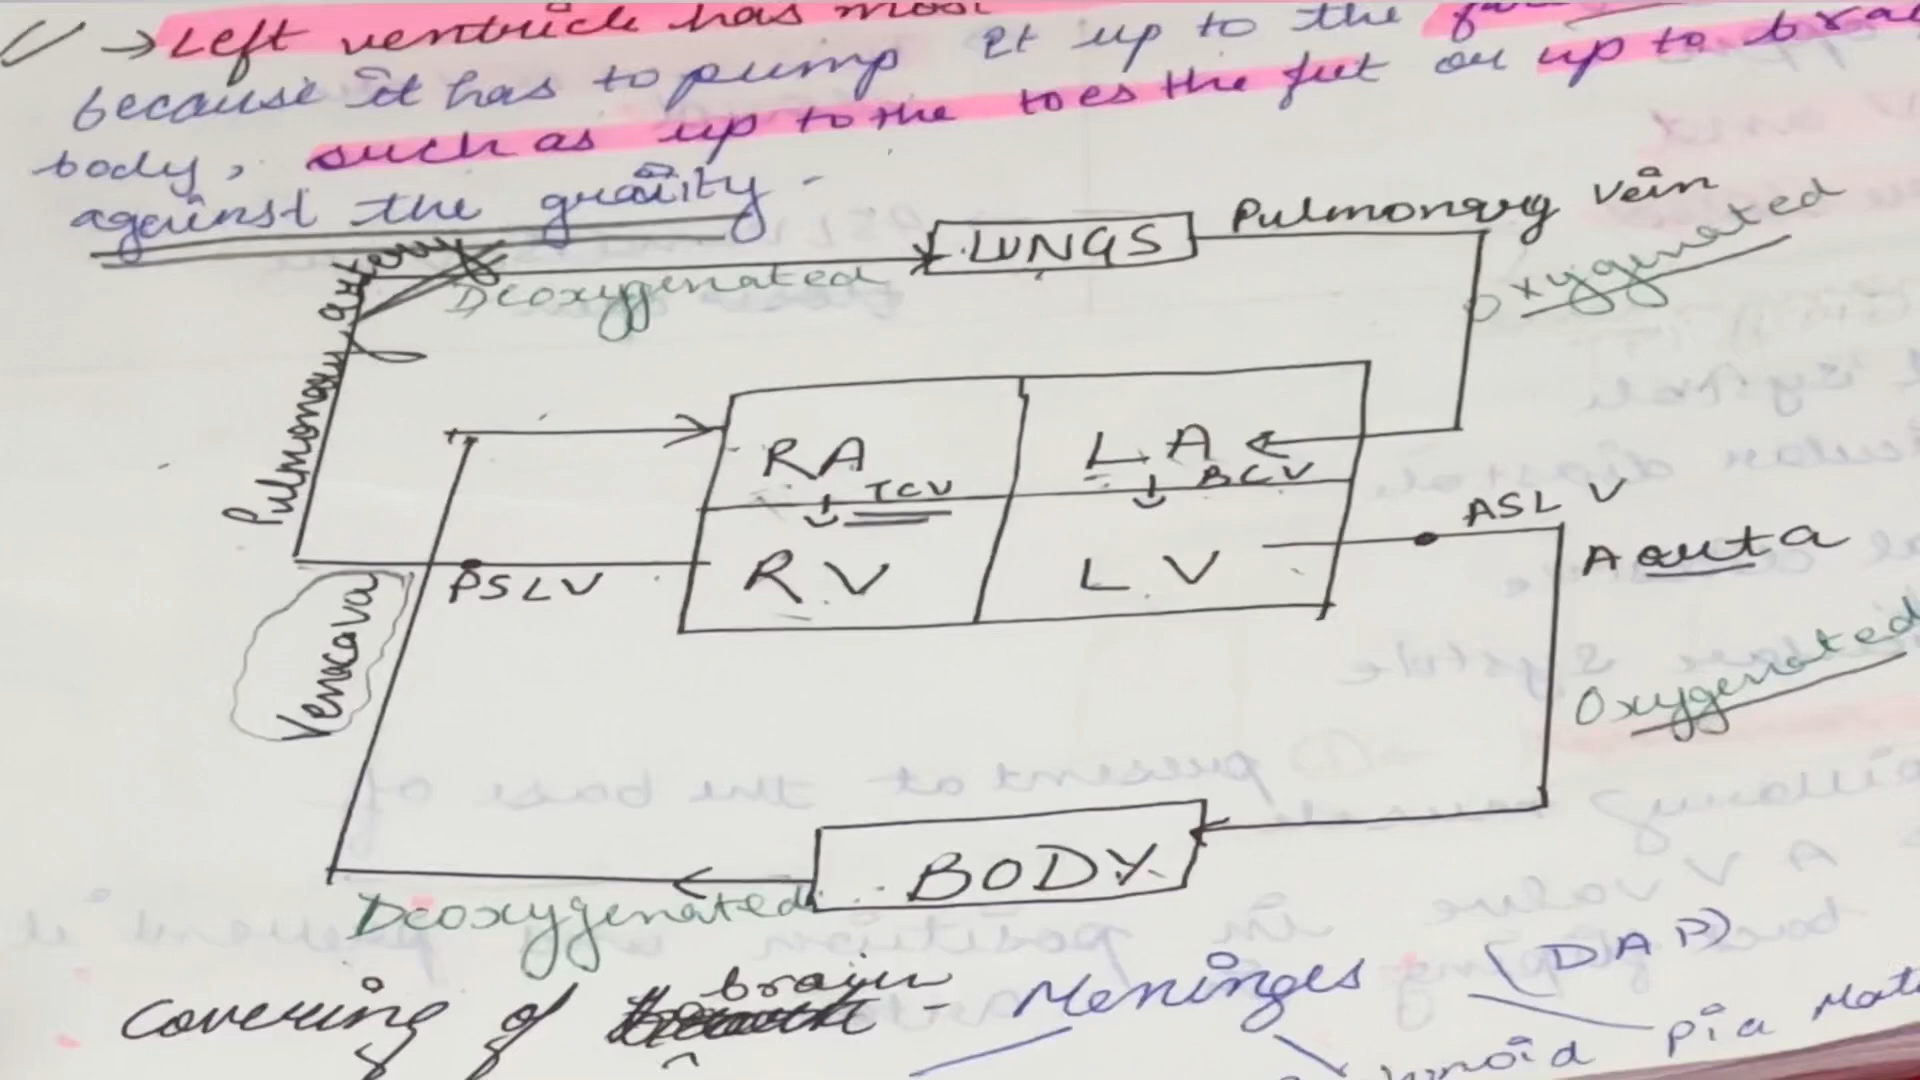 → Left ventricle has most
because it has to pump it up to the
body, such as up to the toes the feet or up to
against the gravity.
Pulmonary vein
LUNGS
Oxygenated
Deoxygenated
Pulmonary artery
RA
LA
TCV
BCV
ASLV
Aorta
PSLV
RV
LV
Venacava
Oxygenated
BODY
Deoxygenated
Covering of brain - Meninges (DAP)
Pia